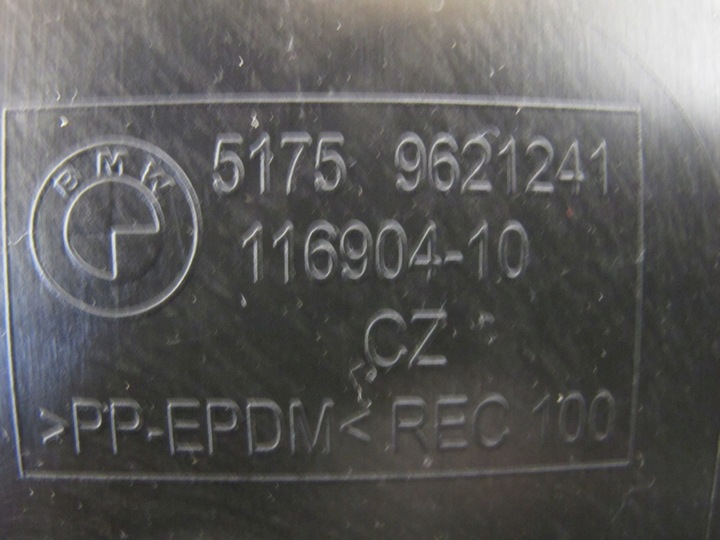 BMW
5175 9621241
116904-10
CZ
>PP-EPDM< REC 100